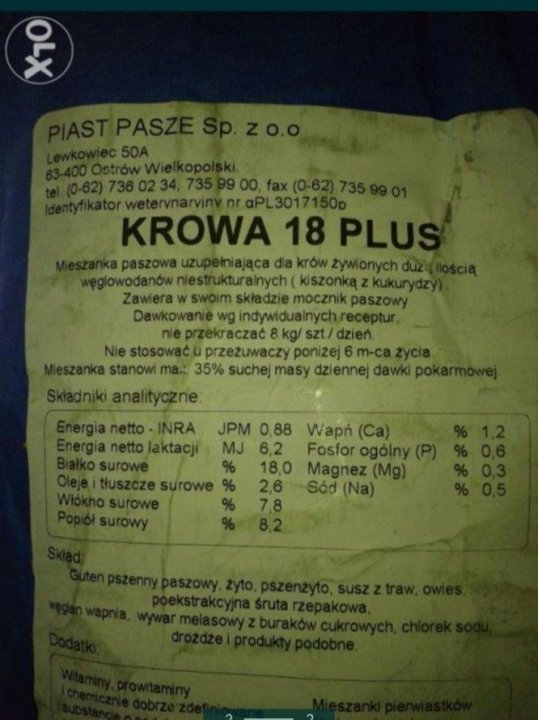 OLX
PIAST PASZE Sp. z o.o
Lewkowiec 50A
63-400 Ostrów Wielkopolski.
tel. (0-62) 736 02 34, 735 99 00, fax (0-62) 735 99 01
Identyfikator weterynaryiny nr αPL3017150p
KROWA 18 PLUS
Mieszanka paszowa uzupełniająca dla krów żywionych duż ilością
węglowodanów niestrukturalnych ( kiszonką z kukurydzy)
Zawiera w swoim składzie mocznik paszowy.
Dawkowanie wg indywidualnych receptur,
nie przekraczać 8 kg/ szt / dzień.
Nie stosować u przeżuwaczy poniżej 6 m-ca życia
Mieszanka stanowi 35% suchej masy dziennej dawki pokarmowej.
Składniki analityczne:
Energia netto - INRA JPM 0,88 Wapń (Ca) % 1,2
Energia netto laktacji MJ 6,2 Fosfor ogólny (P) % 0,6
Białko surowe % 18,0 Magnez (Mg) % 0,3
Oleje i tłuszcze surowe % 2,6 Sód (Na) % 0,5
Włókno surowe % 7,8
Popiół surowy % 8,2
Skład:
Guten pszenny paszowy, żyto, pszenżyto, susz z traw, owies,
poekstrakcyjna śruta rzepakowa,
węglan wapnia, wywar melasowy z buraków cukrowych, chlorek sodu,
drożdże i produkty podobne.
Dodatki:
Witaminy, prowitaminy
i chemicznie dobrze zdefiniowane Mieszanki pierwiastków
substancje o